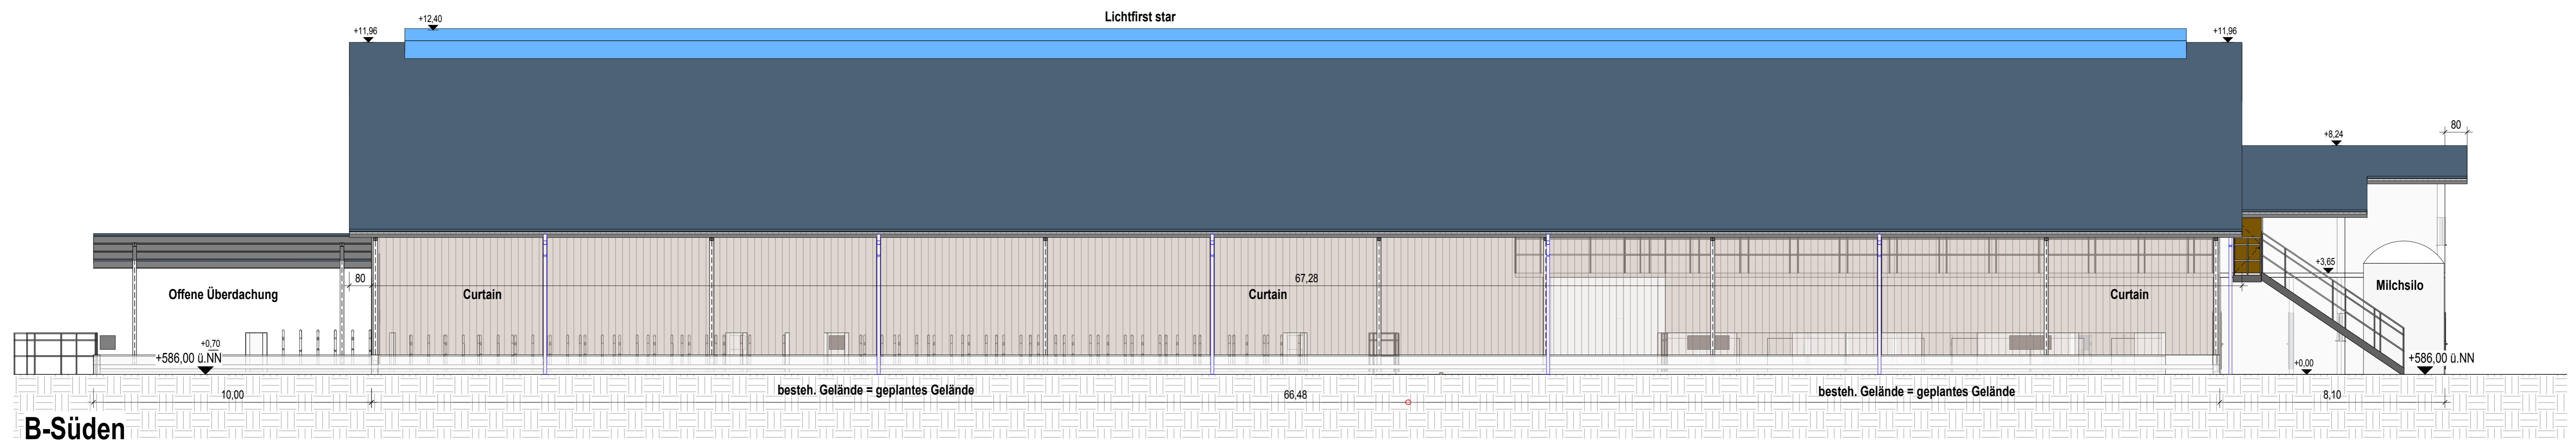 Lichtfirst star
+12,40
+11,96
+11,96
80
+8,24
80
67,28
+3,65
Offene Überdachung
Curtain
Curtain
Curtain
Milchsilo
+0,70
+586,00 ü.NN
+0,00
+586,00 ü.NN
besteh. Gelände = geplantes Gelände
besteh. Gelände = geplantes Gelände
10,00
66,48
8,10
B-Süden